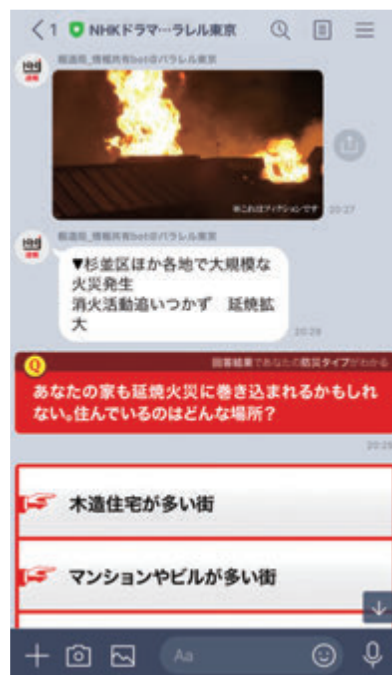 1 NHKドラマ…ラレル東京
報道局_情報共有bot@パラレル東京
※これはフィクションです
20:27
報道局_情報共有bot@パラレル東京
▼杉並区ほか各地で大規模な
火災発生
消火活動追いつかず 延焼拡
大
20:29
Q
回答結果であなたの防災タイプがわかる
あなたの家も延焼火災に巻き込まれるかもしれ
ない。住んでいるのはどんな場所？
20:29
木造住宅が多い街
マンションやビルが多い街
Aa